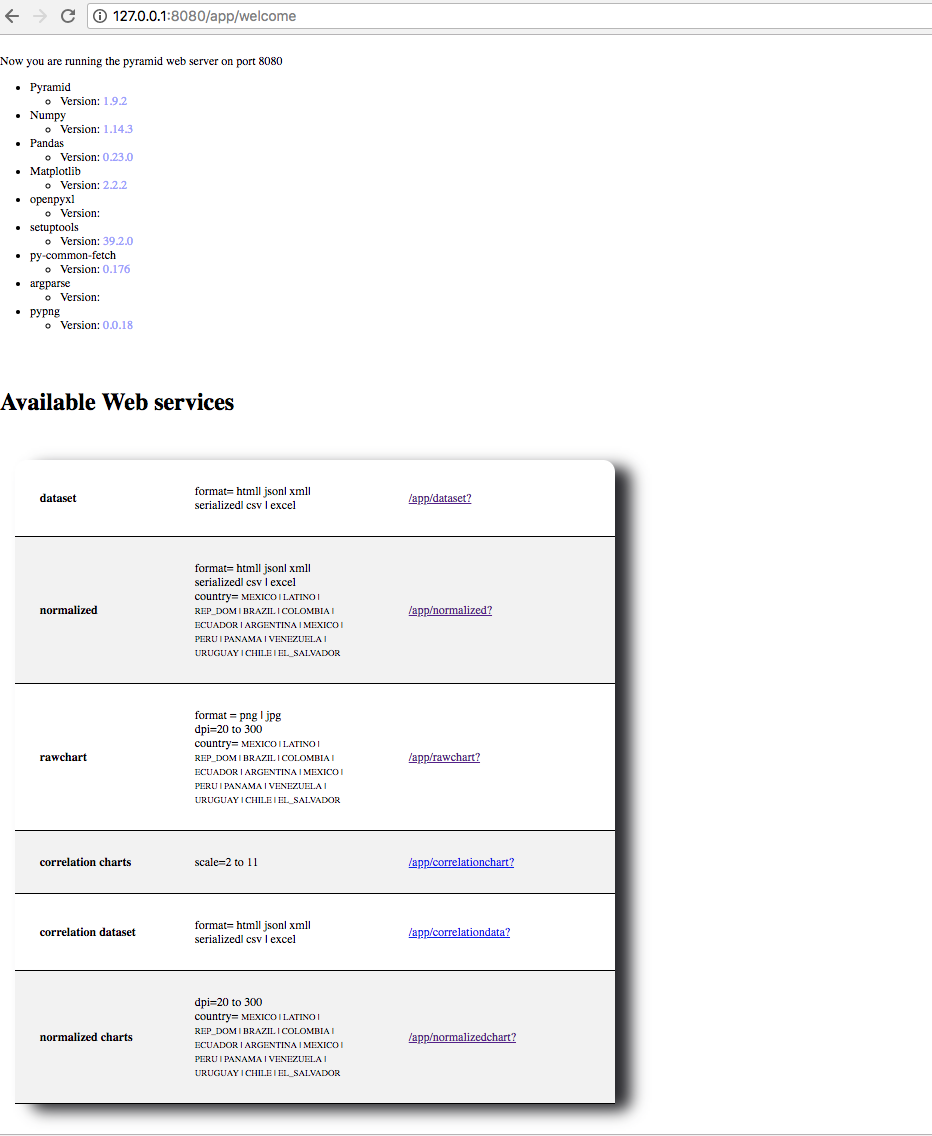 127.0.0.1:8080/app/welcome
Now you are running the pyramid web server on port 8080
Pyramid
Version: 1.9.2
Numpy
Version: 1.14.3
Pandas
Version: 0.23.0
Matplotlib
Version: 2.2.2
openpyxl
Version:
setuptools
Version: 39.2.0
py-common-fetch
Version: 0.176
argparse
Version:
pypng
Version: 0.0.18
Available Web services
dataset
format= html| json| xml|
serialized| csv | excel
/app/dataset?
normalized
format= html| json| xml|
serialized| csv | excel
country= MEXICO | LATINO |
REP_DOM | BRAZIL | COLOMBIA |
ECUADOR | ARGENTINA | MEXICO |
PERU | PANAMA | VENEZUELA |
URUGUAY | CHILE | EL_SALVADOR
/app/normalized?
rawchart
format = png | jpg
dpi=20 to 300
country= MEXICO | LATINO |
REP_DOM | BRAZIL | COLOMBIA |
ECUADOR | ARGENTINA | MEXICO |
PERU | PANAMA | VENEZUELA |
URUGUAY | CHILE | EL_SALVADOR
/app/rawchart?
correlation charts
scale=2 to 11
/app/correlationchart?
correlation dataset
format= html| json| xml|
serialized| csv | excel
/app/correlationdata?
normalized charts
dpi=20 to 300
country= MEXICO | LATINO |
REP_DOM | BRAZIL | COLOMBIA |
ECUADOR | ARGENTINA | MEXICO |
PERU | PANAMA | VENEZUELA |
URUGUAY | CHILE | EL_SALVADOR
/app/normalizedchart?